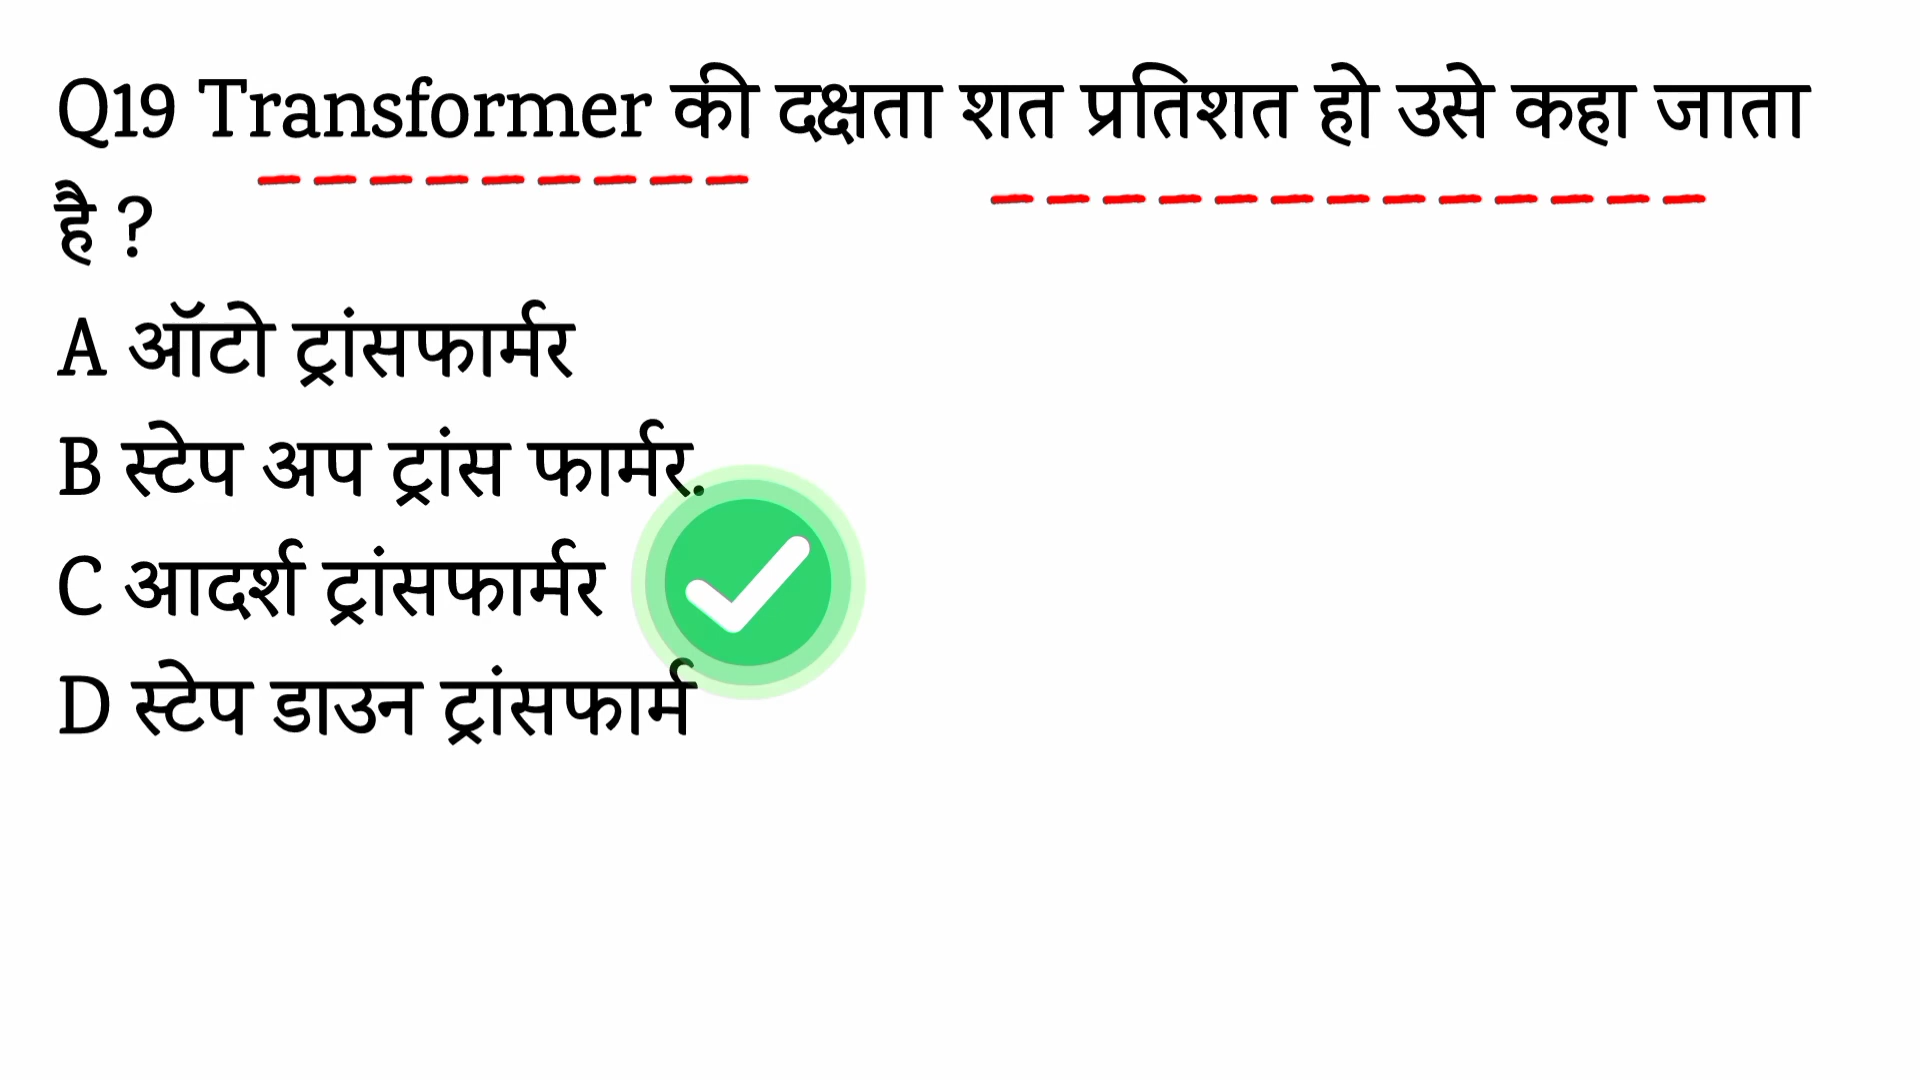 Q19 Transformer की दक्षता शत प्रतिशत हो उसे कहा जाता
है ?
A ऑटो ट्रांसफार्मर
B स्टेप अप ट्रांस फार्मर.
C आदर्श ट्रांसफार्मर
D स्टेप डाउन ट्रांसफार्म